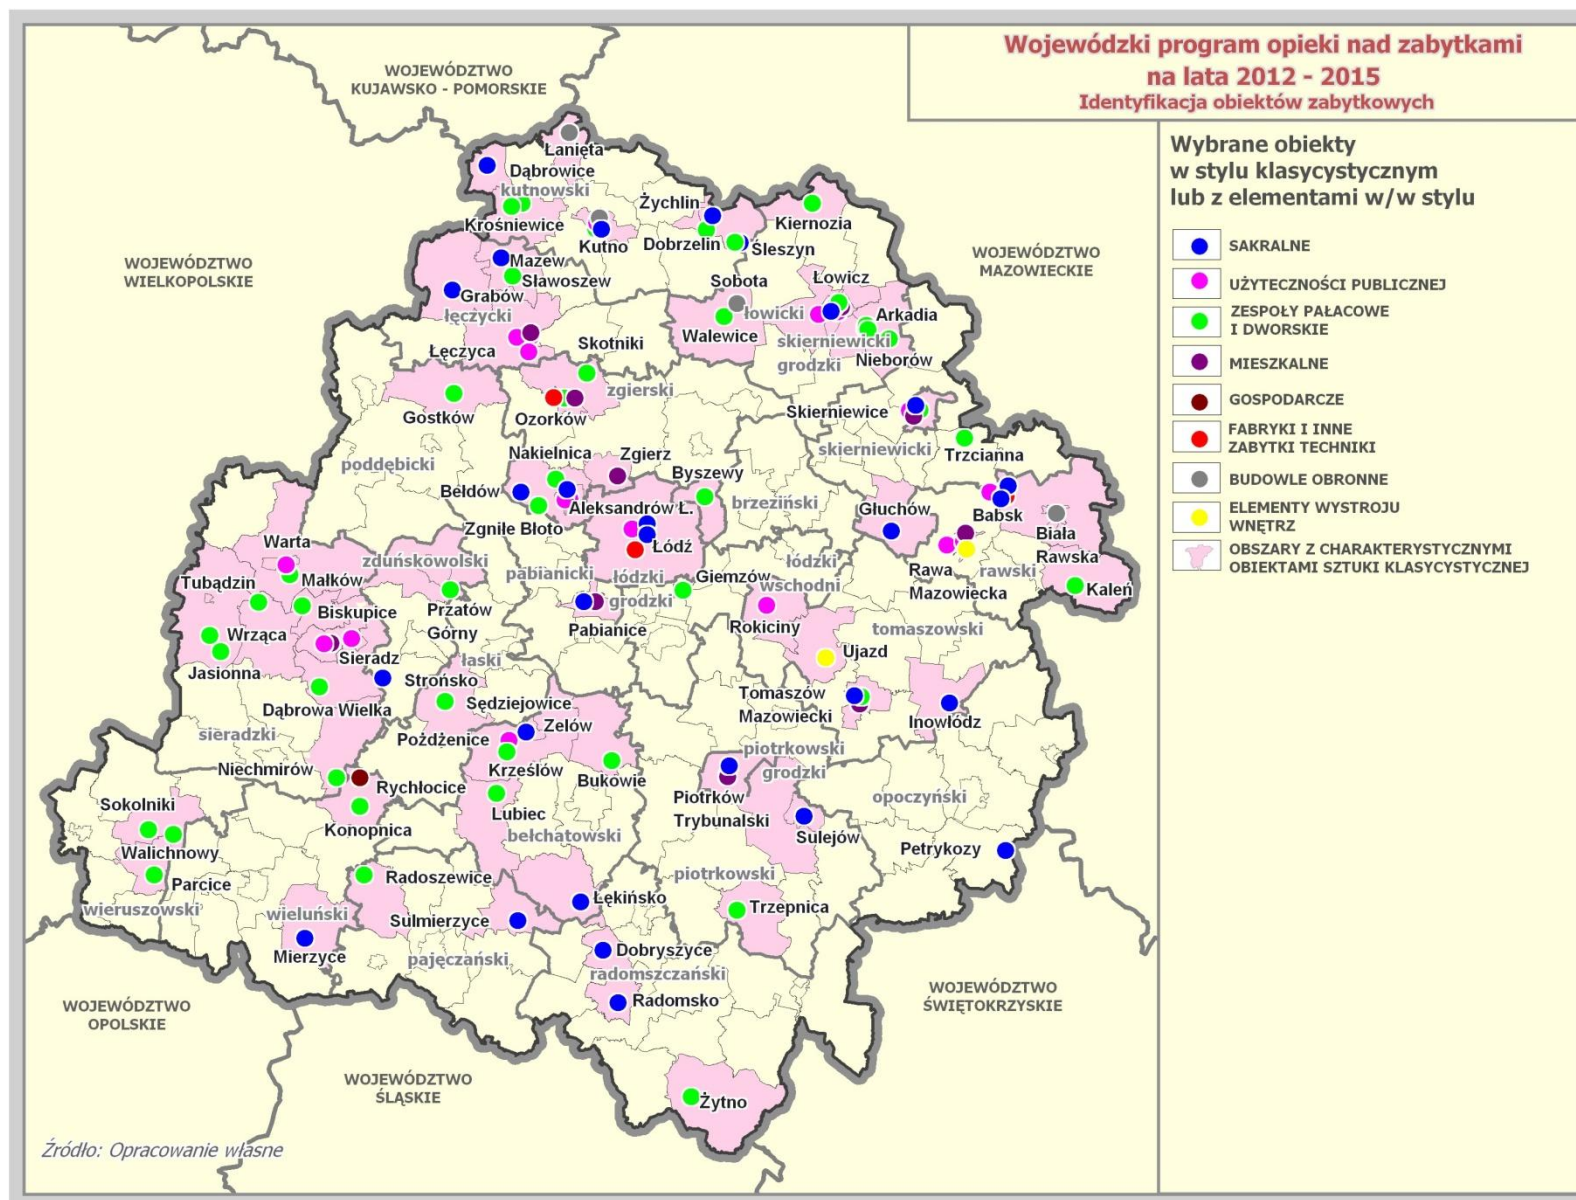 Wojewódzki program opieki nad zabytkami
na lata 2012 - 2015
Identyfikacja obiektów zabytkowych
Wybrane obiekty
w stylu klasycystycznym
lub z elementami w/w stylu
SAKRALNE
UŻYTECZNOŚCI PUBLICZNEJ
ZESPOŁY PAŁACOWE
I DWORSKIE
MIESZKALNE
GOSPODARCZE
FABRYKI I INNE
ZABYTKI TECHNIKI
BUDOWLE OBRONNE
ELEMENTY WYSTROJU
WNĘTRZ
OBSZARY Z CHARAKTERYSTYCZNYMI
OBIEKTAMI SZTUKI KLASYCYSTYCZNEJ
WOJEWÓDZTWO
KUJAWSKO - POMORSKIE
WOJEWÓDZTWO
WIELKOPOLSKIE
WOJEWÓDZTWO
MAZOWIECKIE
Łanięta
Dąbrowice
kutnowski
Krośniewice
Kutno
Żychlin
Dobrzelin
Śleszyn
Kiernozia
Mazew
Sławoszew
Grabów
łęczycki
Łęczyca
Skotniki
Sobota
Walewice
łowicki
Łowicz
Arkadia
skierniewicki
grodzki
Nieborów
Gostków
Ozorków
zgierski
Skierniewice
skierniewicki
Trzcianna
poddębicki
Nakielnica
Zgierz
Byszewy
brzeziński
Bełdów
Aleksandrów Ł.
Zgniłe Błoto
Łódź
Głuchów
Babsk
Biała
Rawska
Rawa
Mazowiecka
rawski
Kaleń
Warta
zduńskowolski
pabianicki
łódzki
grodzki
Giemzów
łódzki
wschodni
Tubądzin
Małków
Biskupice
Przatów
Górny
Pabianice
Rokiciny
tomaszowski
Wrząca
Sieradz
Jasionna
łaski
Strońsko
Ujazd
Dąbrowa Wielka
Sędziejowice
Tomaszów
Mazowiecki
Inowłódz
sieradzki
Zelów
Pożdżenice
piotrkowski
grodzki
Niechmirów
Rychłocice
Krześlów
Bukowie
Piotrków
Trybunalski
opoczyński
Sokolniki
Konopnica
Lubiec
bełchatowski
Sulejów
Walichnowy
Petrykozy
Parcice
Radoszewice
piotrkowski
wieruszowski
wieluński
Sulmierzyce
Łękińsko
Trzepnica
Mierzyce
pajęczański
Dobryszyce
radomszczański
Radomsko
WOJEWÓDZTWO
OPOLSKIE
WOJEWÓDZTWO
ŚWIĘTOKRZYSKIE
WOJEWÓDZTWO
ŚLĄSKIE
Żytno
Źródło: Opracowanie własne